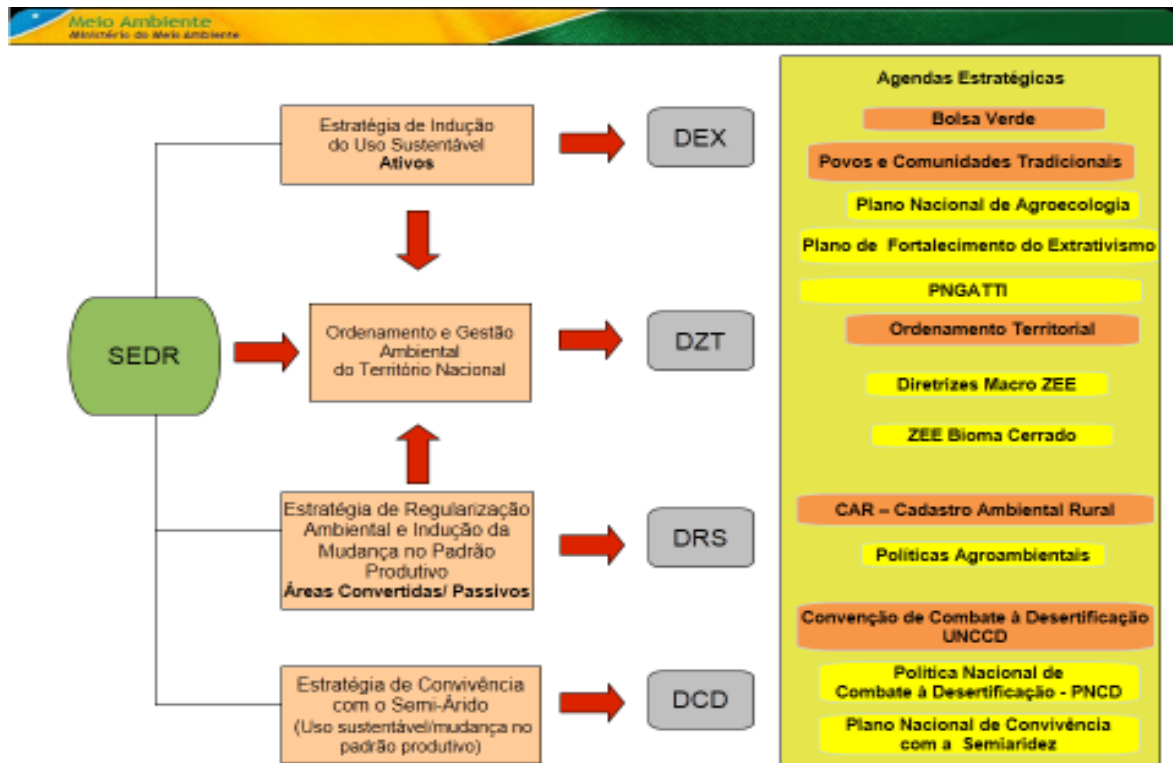 Meio Ambiente
Ministério do Meio Ambiente
Estratégia de Indução
do Uso Sustentável
Ativos
DEX
SEDR
Ordenamento e Gestão
Ambiental
do Território Nacional
DZT
Estratégia de Regularização
Ambiental e Indução da
Mudança no Padrão
Produtivo
Áreas Convertidas/ Passivos
DRS
Estratégia de Convivência
com o Semi-Árido
(Uso sustentável/mudança no
padrão produtivo)
DCD
Agendas Estratégicas
Bolsa Verde
Povos e Comunidades Tradicionais
Plano Nacional de Agroecologia
Plano de Fortalecimento do Extrativismo
PNGATTI
Ordenamento Territorial
Diretrizes Macro ZEE
ZEE Bioma Cerrado
CAR – Cadastro Ambiental Rural
Políticas Agroambientais
Convenção de Combate à Desertificação
UNCCD
Política Nacional de
Combate à Desertificação - PNCD
Plano Nacional de Convivência
com a Semiaridez